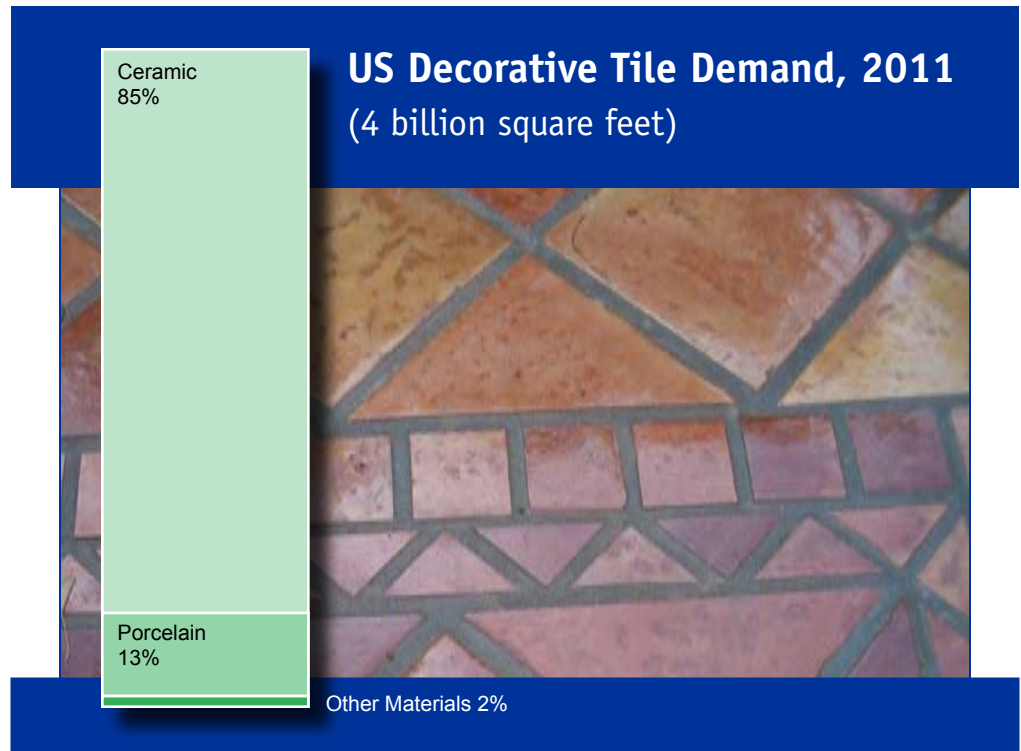 US Decorative Tile Demand, 2011
(4 billion square feet)
Ceramic
85%
Porcelain
13%
Other Materials 2%